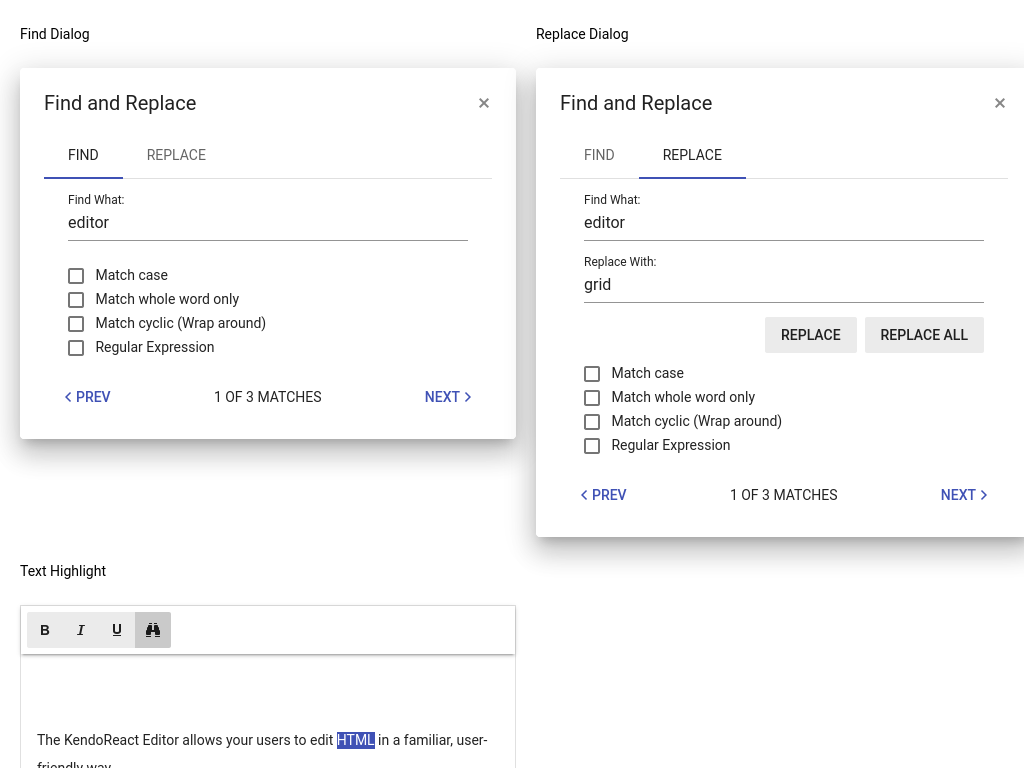 Find Dialog
Find and Replace ×
FIND REPLACE
Find What:
editor
Match case
Match whole word only
Match cyclic (Wrap around)
Regular Expression
PREV 1 OF 3 MATCHES NEXT
Replace Dialog
Find and Replace ×
FIND REPLACE
Find What:
editor
Replace With:
grid
REPLACE REPLACE ALL
Match case
Match whole word only
Match cyclic (Wrap around)
Regular Expression
PREV 1 OF 3 MATCHES NEXT
Text Highlight
B I U
The KendoReact Editor allows your users to edit HTML in a familiar, user-
friendly way